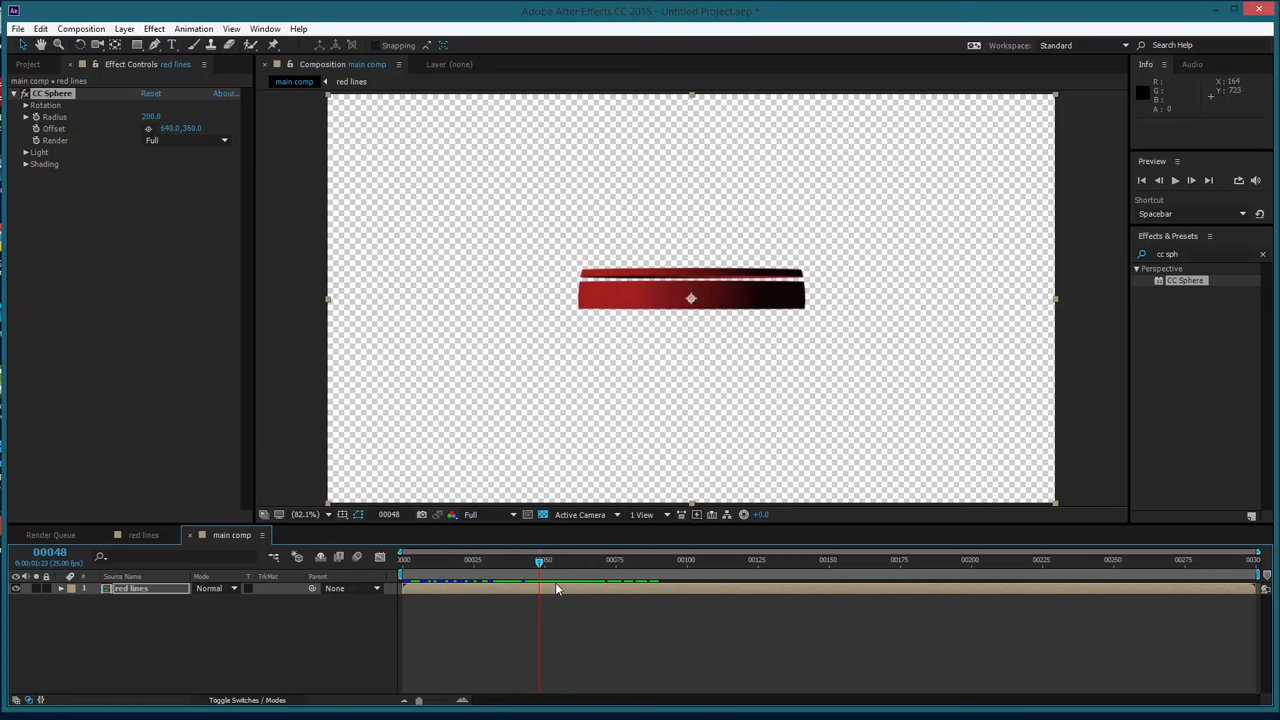 Ae Adobe After Effects CC 2015 - Untitled Project.aep *
File Edit Composition Layer Effect Animation View Window Help
Snapping Workspace: Standard Search Help
Project Effect Controls red lines Composition main comp Layer (none) Info Audio
main comp • red lines main comp red lines
fx CC Sphere Reset About...
Rotation
Radius 200.0
Offset 640.0,360.0
Render Full
Light
Shading
R: X: 164
G: Y: 723
B:
A: 0
Preview
Shortcut
Spacebar
Effects & Presets
cc sph
Perspective
CC Sphere
(82.1%) 00048 Full Active Camera 1 View +0.0
Render Queue red lines main comp
00048
0:00:01:23 (25.00 fps)
0000 00025 00050 00075 00100 00125 00150 00175 00200 00225 00250 00275 0030
# Source Name Mode T TrkMat Parent
1 red lines Normal None
Toggle Switches / Modes